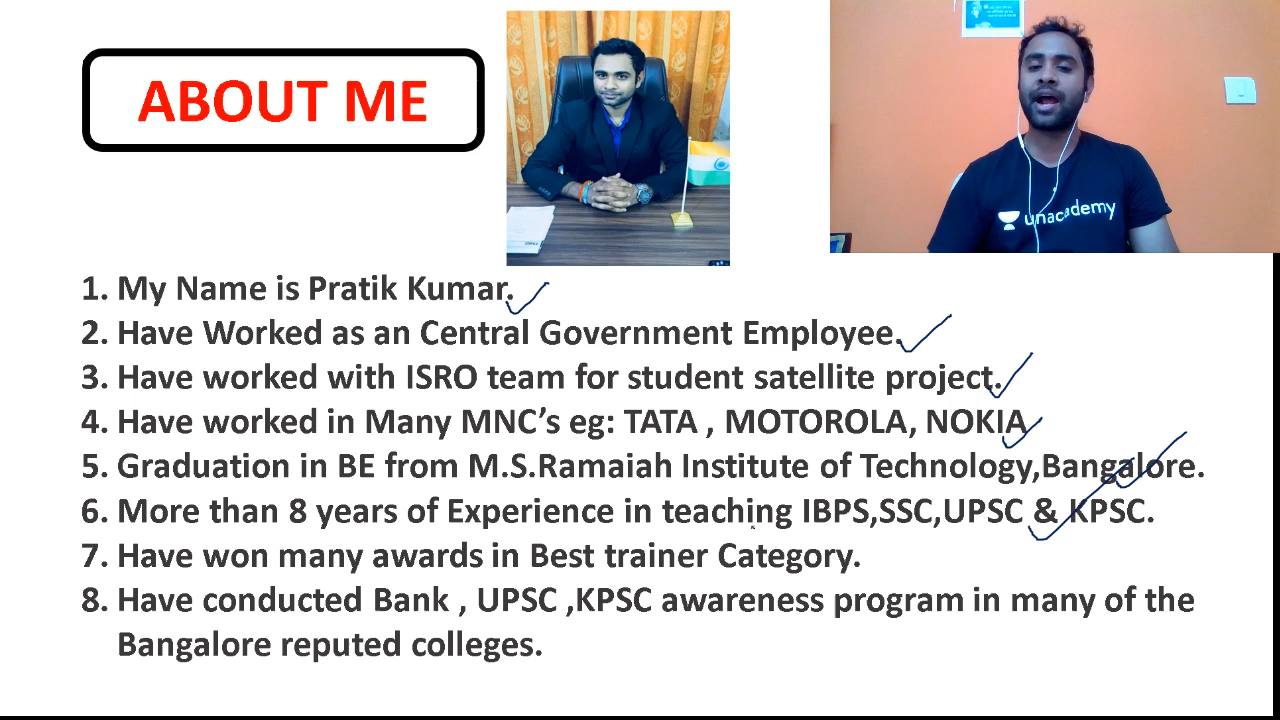 ABOUT ME
unacademy
1. My Name is Pratik Kumar.
2. Have Worked as an Central Government Employee.
3. Have worked with ISRO team for student satellite project.
4. Have worked in Many MNC’s eg: TATA , MOTOROLA, NOKIA
5. Graduation in BE from M.S.Ramaiah Institute of Technology,Bangalore.
6. More than 8 years of Experience in teaching IBPS,SSC,UPSC & KPSC.
7. Have won many awards in Best trainer Category.
8. Have conducted Bank , UPSC ,KPSC awareness program in many of the
Bangalore reputed colleges.